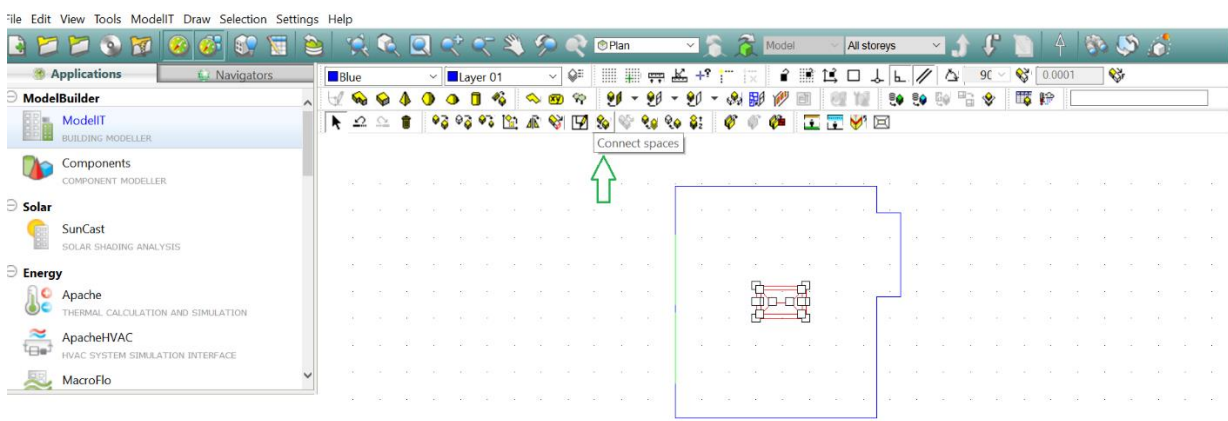 File Edit View Tools ModelIT Draw Selection Settings Help
Plan Model All storeys
Applications Navigators Blue Layer 01 90 0.0001
ModelBuilder
ModelIT
BUILDING MODELLER
Connect spaces
Components
COMPONENT MODELLER
Solar
SunCast
SOLAR SHADING ANALYSIS
Energy
Apache
THERMAL CALCULATION AND SIMULATION
ApacheHVAC
HVAC SYSTEM SIMULATION INTERFACE
MacroFlo